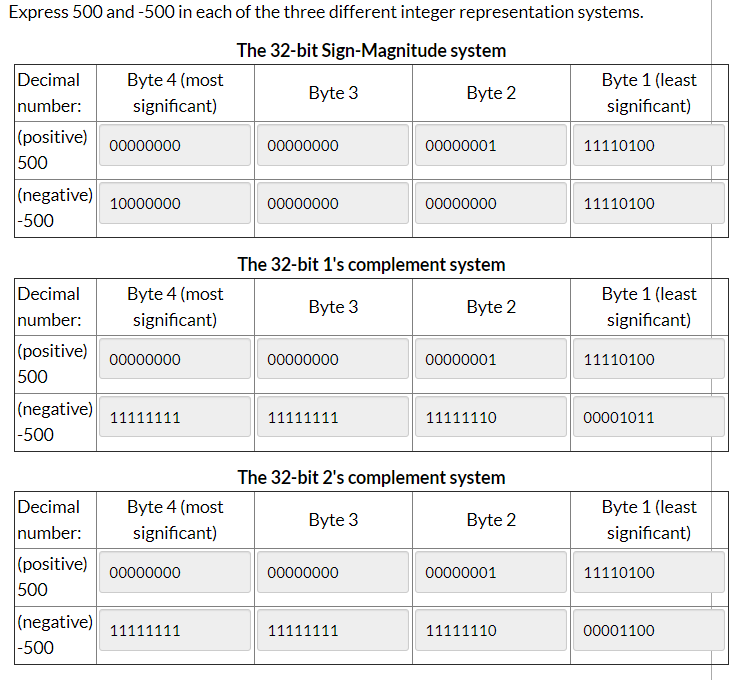 Express 500 and -500 in each of the three different integer representation systems.
The 32-bit Sign-Magnitude system
Decimal number: Byte 4 (most significant) Byte 3 Byte 2 Byte 1 (least significant)
(positive) 500 00000000 00000000 00000001 11110100
(negative) -500 10000000 00000000 00000000 11110100
The 32-bit 1's complement system
Decimal number: Byte 4 (most significant) Byte 3 Byte 2 Byte 1 (least significant)
(positive) 500 00000000 00000000 00000001 11110100
(negative) -500 11111111 11111111 11111110 00001011
The 32-bit 2's complement system
Decimal number: Byte 4 (most significant) Byte 3 Byte 2 Byte 1 (least significant)
(positive) 500 00000000 00000000 00000001 11110100
(negative) -500 11111111 11111111 11111110 00001100